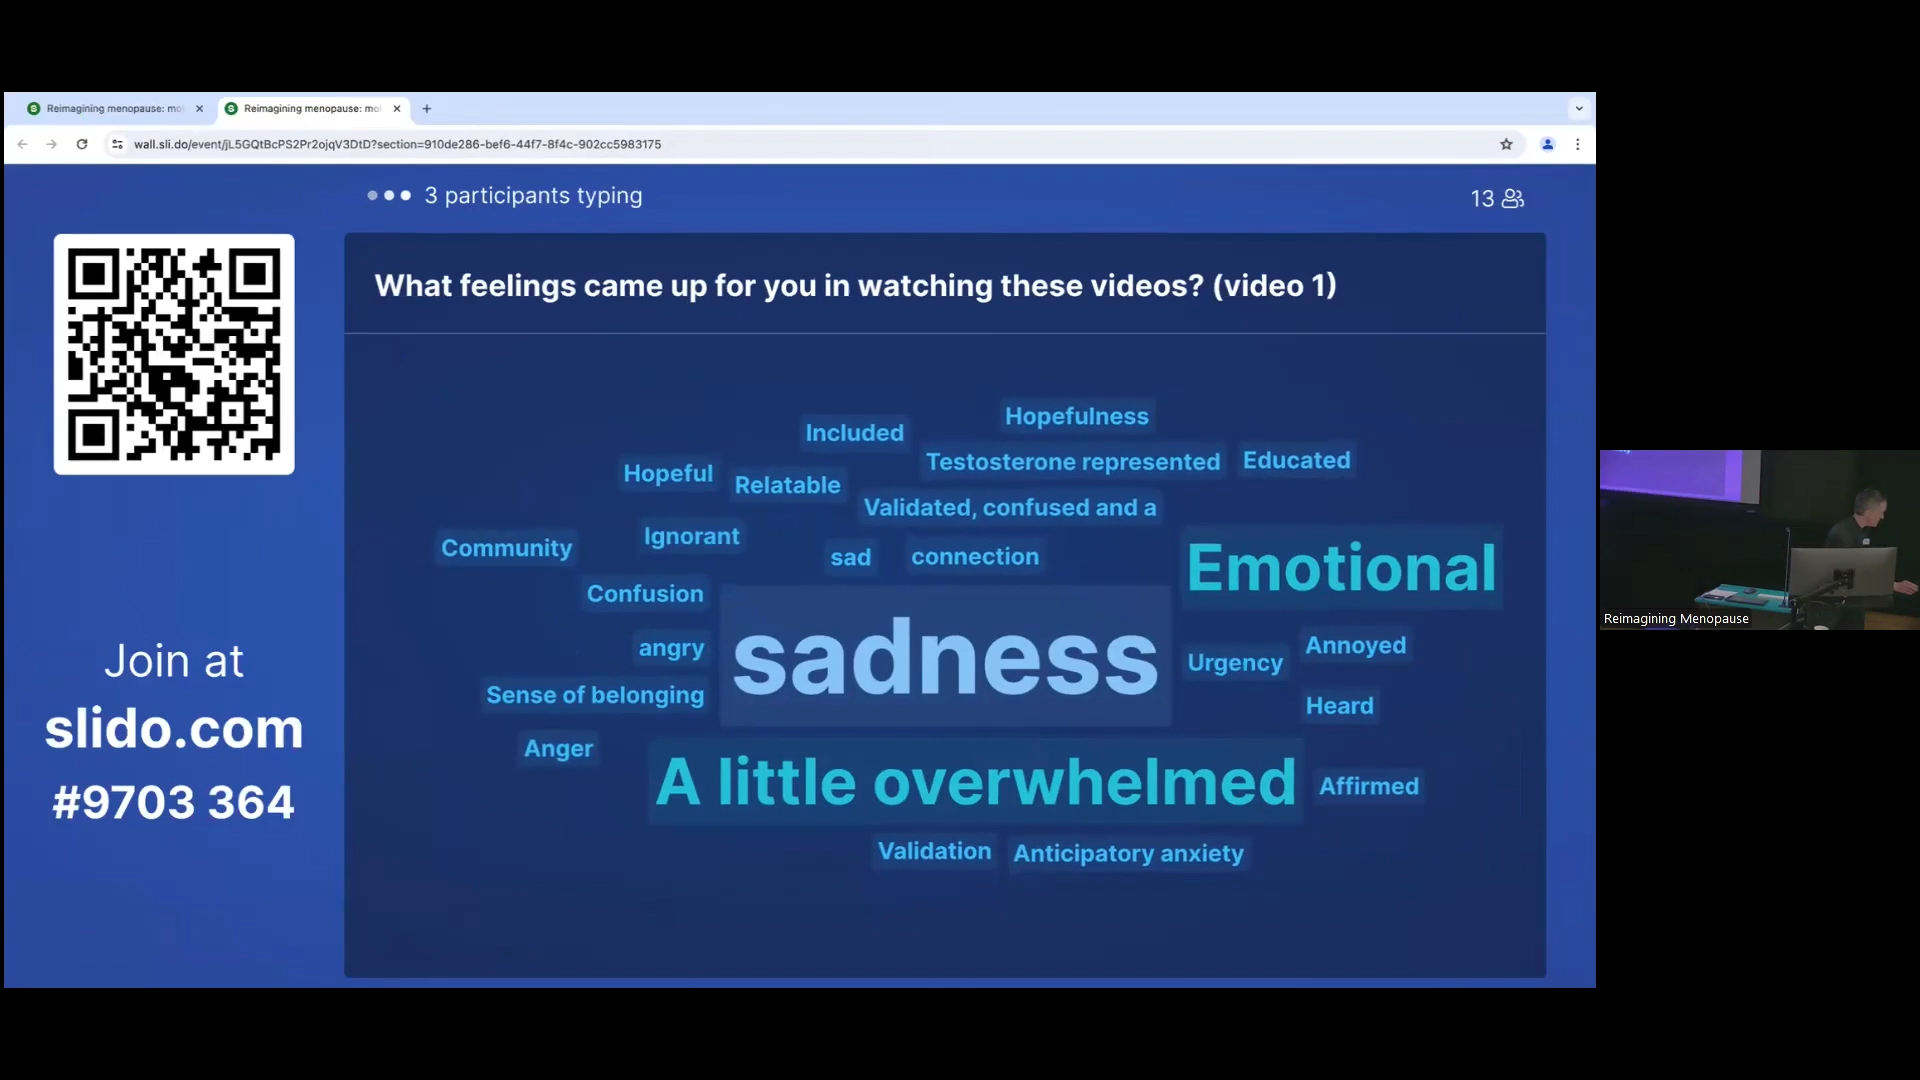 Reimagining menopause: mo
Reimagining menopause: mo
wall.sli.do/event/jL5GQtBcPS2Pr2ojqV3DtD?section=910de286-bef6-44f7-8f4c-902cc5983175
3 participants typing
13
What feelings came up for you in watching these videos? (video 1)
Hopefulness
Included
Testosterone represented
Educated
Hopeful
Relatable
Validated, confused and a
Community
Ignorant
sad
connection
Emotional
Confusion
angry
sadness
Urgency
Annoyed
Sense of belonging
Heard
Anger
A little overwhelmed
Affirmed
Validation
Anticipatory anxiety
Join at
slido.com
#9703 364
Reimagining Menopause